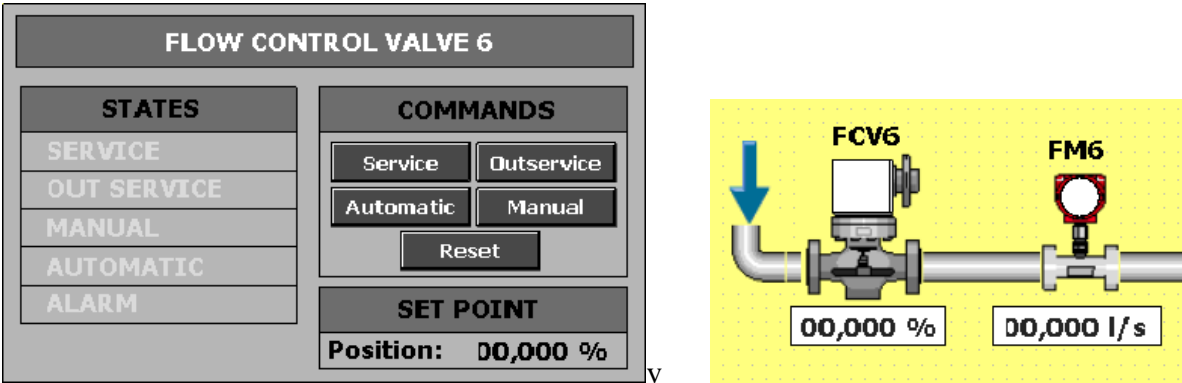 FLOW CONTROL VALVE 6
STATES
SERVICE
OUT SERVICE
MANUAL
AUTOMATIC
ALARM
COMMANDS
Service Outservice
Automatic Manual
Reset
SET POINT
Position: 00,000 %
v
FCV6
FM6
00,000 %
00,000 l/s